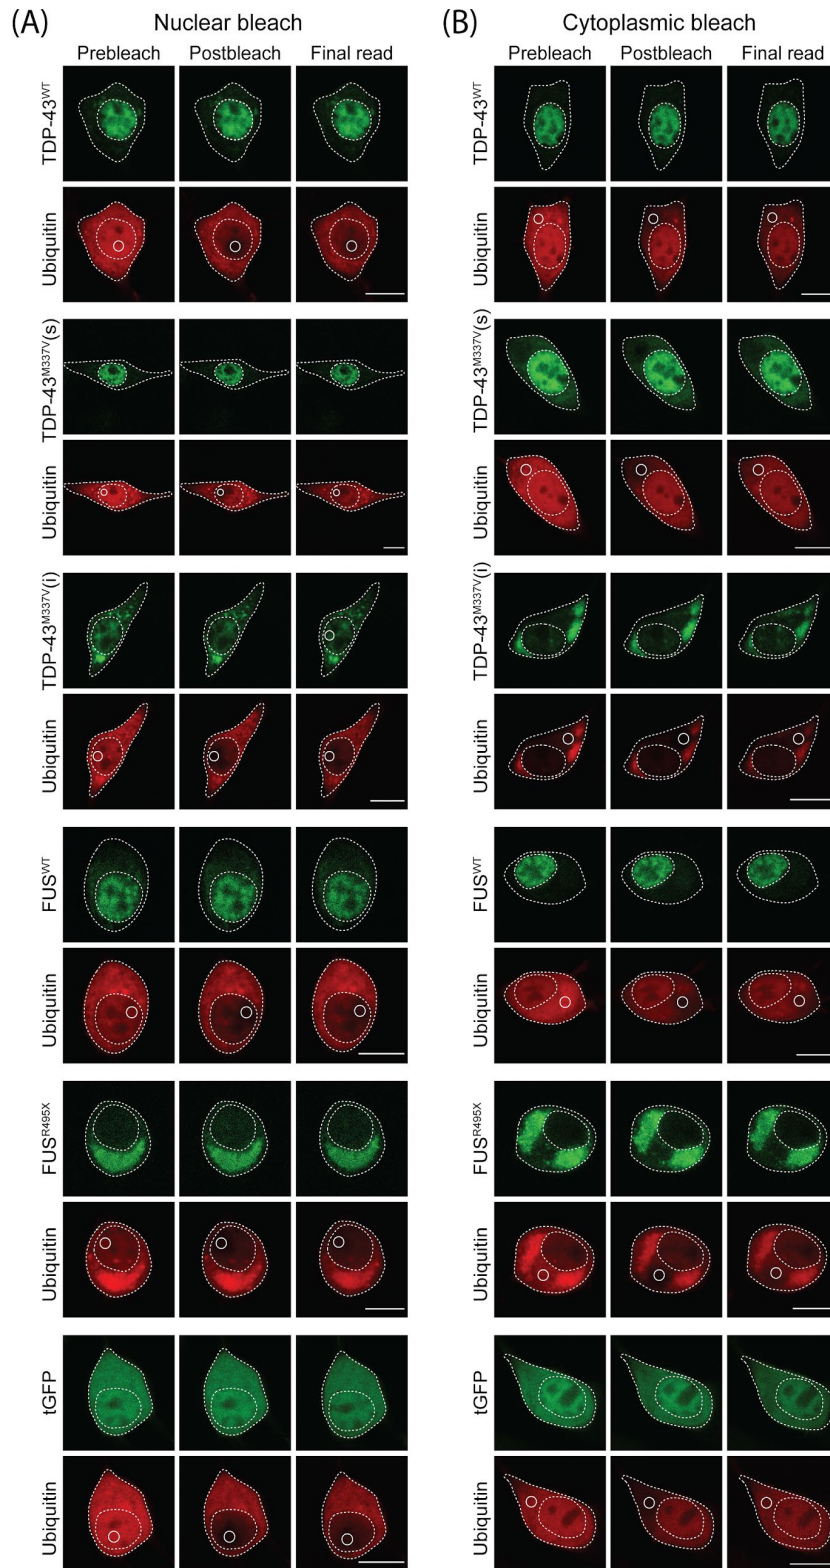 (A) Nuclear bleach
Prebleach Postbleach Final read
TDP-43WT
Ubiquitin
TDP-43M337V(s)
Ubiquitin
TDP-43M337V(i)
Ubiquitin
FUSWT
Ubiquitin
FUSR495X
Ubiquitin
tGFP
Ubiquitin
(B) Cytoplasmic bleach
Prebleach Postbleach Final read
TDP-43WT
Ubiquitin
TDP-43M337V(s)
Ubiquitin
TDP-43M337V(i)
Ubiquitin
FUSWT
Ubiquitin
FUSR495X
Ubiquitin
tGFP
Ubiquitin